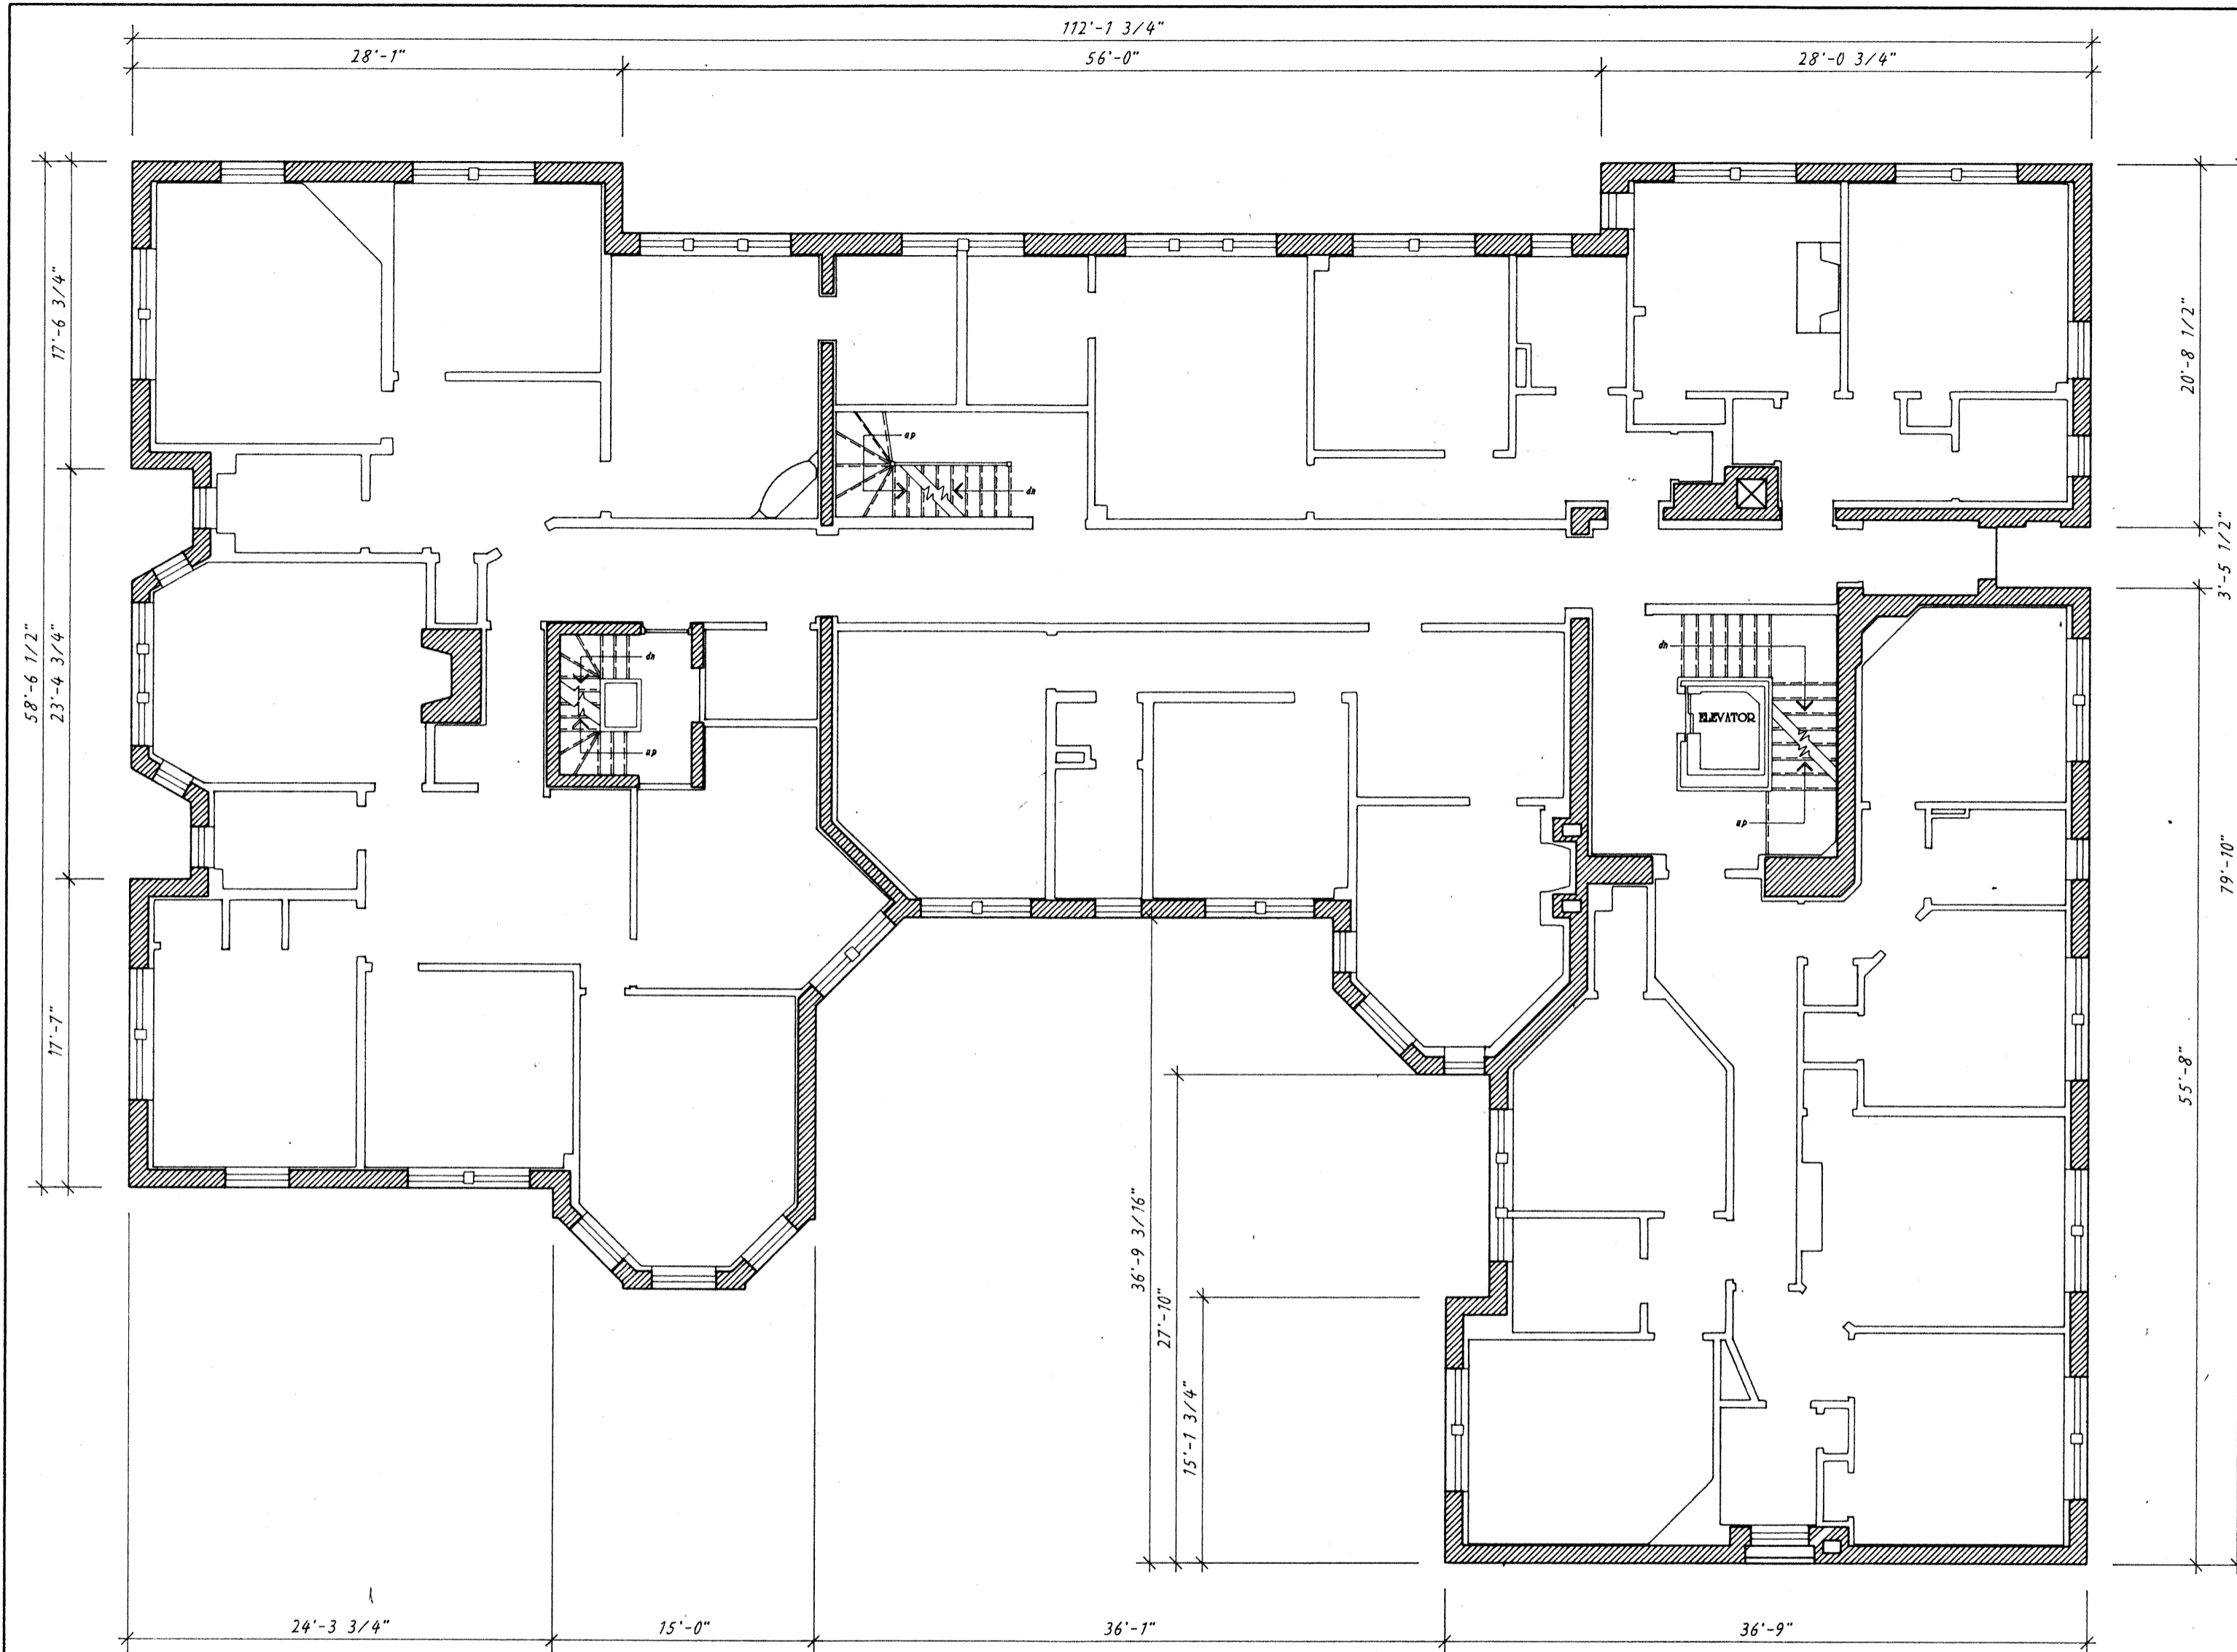 112'-1 3/4"
28'-1"
56'-0"
28'-0 3/4"
58'-6 1/2"
17'-6 3/4"
23'-4 3/4"
17'-7"
20'-8 1/2"
3'-5 1/2"
79'-10"
55'-8"
up
dn
dn
up
dn
ELEVATOR
up
36'-9 3/16"
27'-10"
15'-1 3/4"
24'-3 3/4"
15'-0"
36'-1"
36'-9"